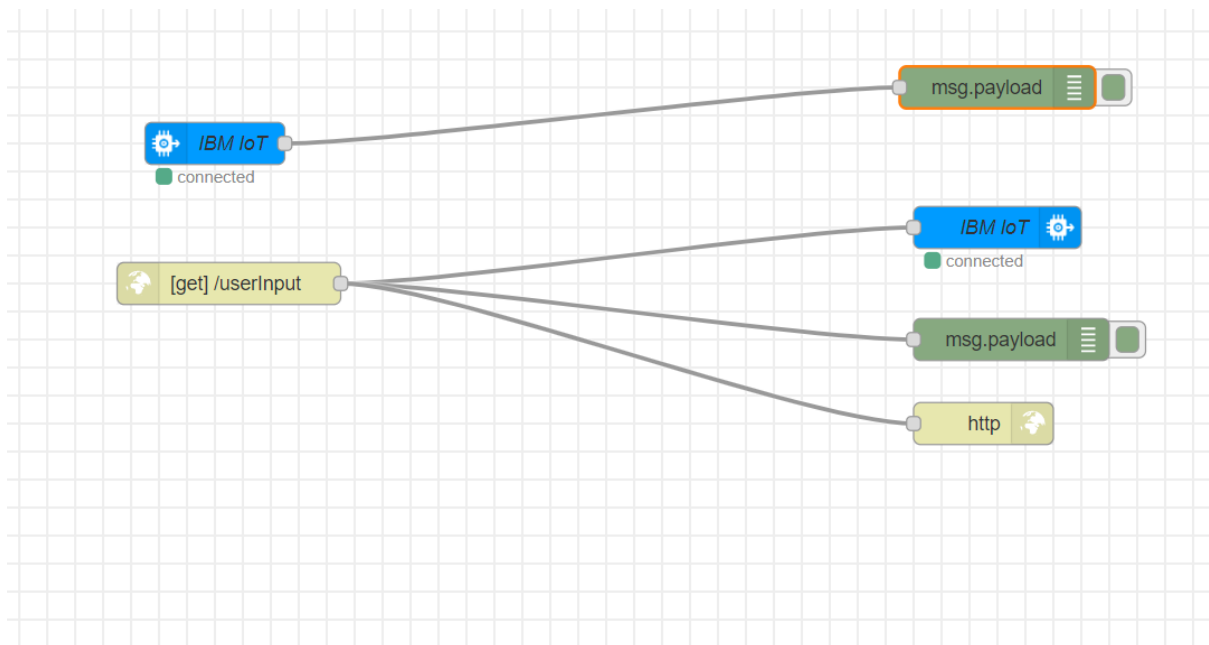 msg.payload
IBM IoT
connected
IBM IoT
connected
[get] /userInput
msg.payload
http